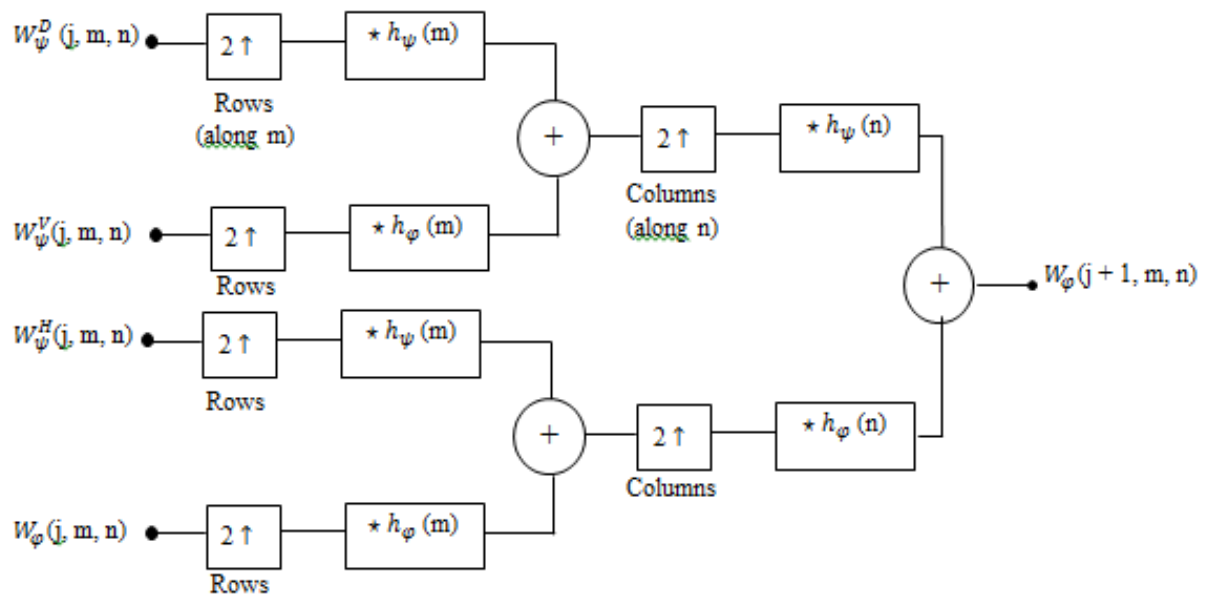 W_ψ^D (j, m, n)
2↑
⋆ h_ψ (m)
Rows
(along m)
+
2↑
⋆ h_ψ (n)
Columns
(along n)
W_ψ^V(j, m, n)
2↑
⋆ h_φ (m)
Rows
+
W_φ(j + 1, m, n)
W_ψ^H(j, m, n)
2↑
⋆ h_ψ (m)
Rows
+
2↑
⋆ h_φ (n)
Columns
W_φ(j, m, n)
2↑
⋆ h_φ (m)
Rows